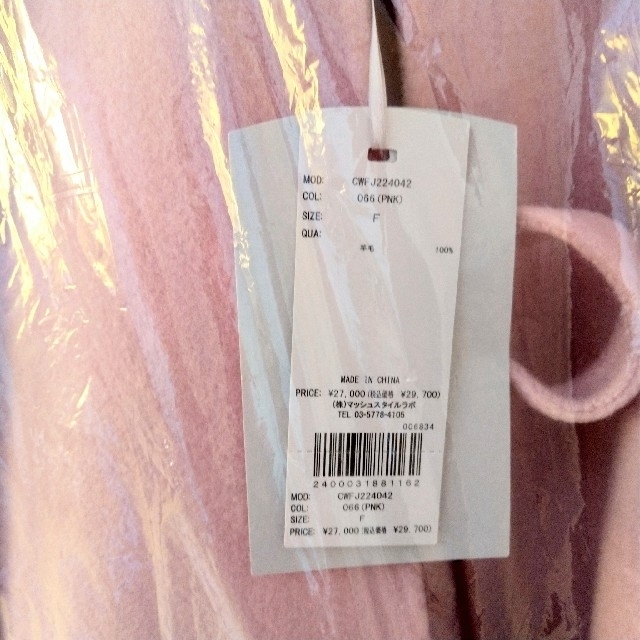 MOD: CWFJ224042
COL: 066(PNK)
SIZE: F
QUA:
羊毛 100%
MADE IN CHINA
PRICE: ¥27,000(税込価格 ¥29,700)
(株)マッシュスタイルラボ
TEL 03-5778-4105
0C6834
2400031881162
MOD: CWFJ224042
COL: 066(PNK)
SIZE: F
PRICE: ¥27,000(税込価格 ¥29,700)